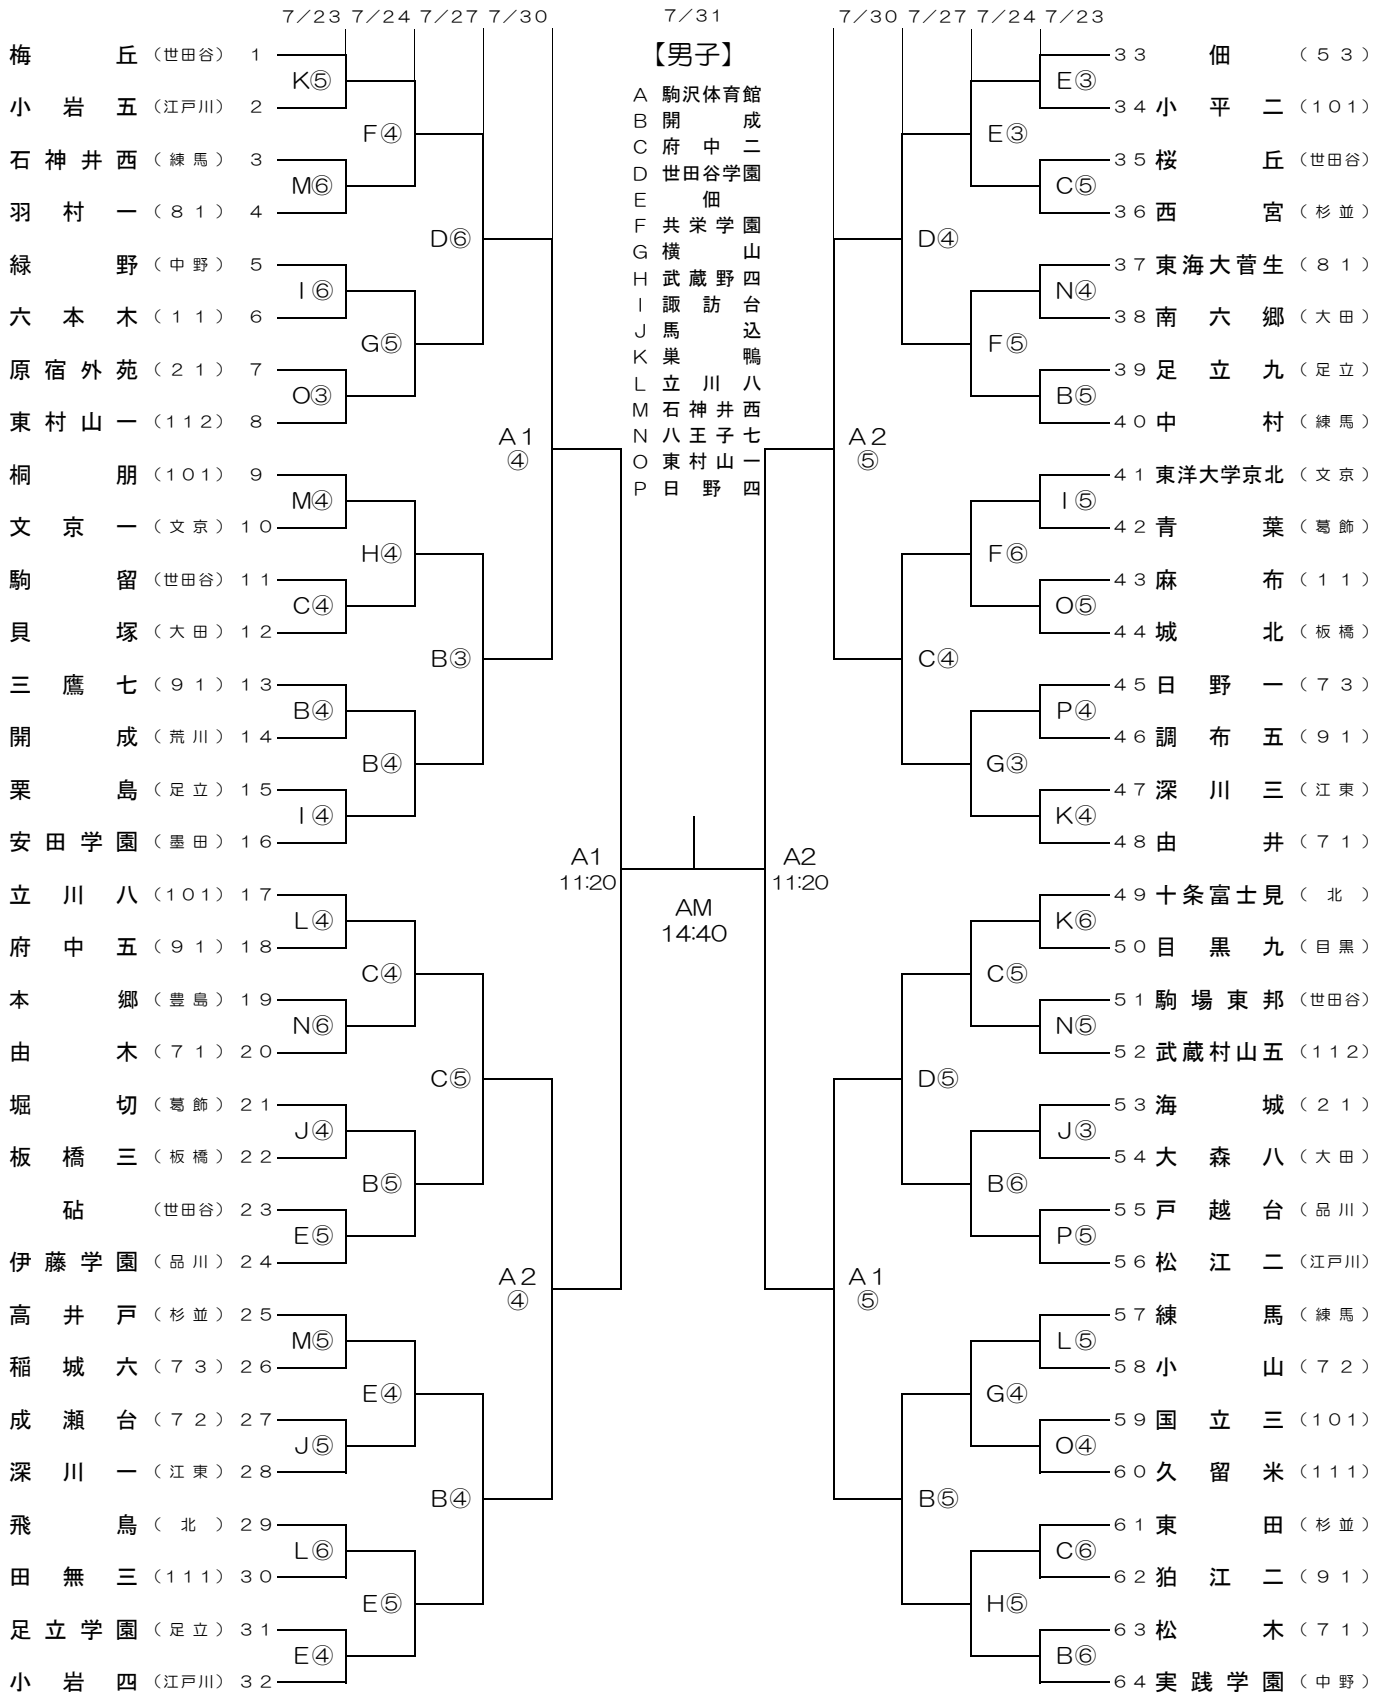 7/23 7/24 7/27 7/30 7/31 7/30 7/27 7/24 7/23
【男子】
A 駒沢体育館
B 開成
C 府中二
D 世田谷学園
E 佃
F 共栄学園
G 横山
H 武蔵野四
I 諏訪台
J 馬込
K 巣鴨
L 立川八
M 石神井西
N 八王子七
O 東村山一
P 日野四
梅丘 (世田谷) 1
K⑤
小岩五 (江戸川) 2
F④
石神井西 (練馬) 3
M⑥
羽村一 (81) 4
D⑥
緑野 (中野) 5
I⑥
六本木 (11) 6
G⑤
原宿外苑 (21) 7
O③
東村山一 (112) 8
A1
④
桐朋 (101) 9
M④
文京一 (文京) 10
H④
駒留 (世田谷) 11
C④
貝塚 (大田) 12
B③
三鷹七 (91) 13
B④
開成 (荒川) 14
B④
栗島 (足立) 15
I④
安田学園 (墨田) 16
A1
11:20
立川八 (101) 17
L④
府中五 (91) 18
C④
本郷 (豊島) 19
N⑥
由木 (71) 20
C⑤
堀切 (葛飾) 21
J④
板橋三 (板橋) 22
B⑤
砧 (世田谷) 23
E⑤
伊藤学園 (品川) 24
A2
④
高井戸 (杉並) 25
M⑤
稲城六 (73) 26
E④
成瀬台 (72) 27
J⑤
深川一 (江東) 28
B④
飛鳥 (北) 29
L⑥
田無三 (111) 30
E⑤
足立学園 (足立) 31
E④
小岩四 (江戸川) 32
AM
14:40
33 佃 (53)
E③
34 小平二 (101)
E③
35 桜丘 (世田谷)
C⑤
36 西宮 (杉並)
D④
37 東海大菅生 (81)
N④
38 南六郷 (大田)
F⑤
39 足立九 (足立)
B⑤
40 中村 (練馬)
A2
⑤
41 東洋大学京北 (文京)
I⑤
42 青葉 (葛飾)
F⑥
43 麻布 (11)
O⑤
44 城北 (板橋)
C④
45 日野一 (73)
P④
46 調布五 (91)
G③
47 深川三 (江東)
K④
48 由井 (71)
A2
11:20
49 十条富士見 (北)
K⑥
50 目黒九 (目黒)
C⑤
51 駒場東邦 (世田谷)
N⑤
52 武蔵村山五 (112)
D⑤
53 海城 (21)
J③
54 大森八 (大田)
B⑥
55 戸越台 (品川)
P⑤
56 松江二 (江戸川)
A1
⑤
57 練馬 (練馬)
L⑤
58 小山 (72)
G④
59 国立三 (101)
O④
60 久留米 (111)
B⑤
61 東田 (杉並)
C⑥
62 狛江二 (91)
H⑤
63 松木 (71)
B⑥
64 実践学園 (中野)